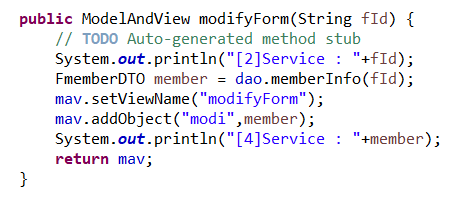 public ModelAndView modifyForm(String fId) {
// TODO Auto-generated method stub
System.out.println("[2]Service : "+fId);
FmemberDTO member = dao.memberInfo(fId);
mav.setViewName("modifyForm");
mav.addObject("modi",member);
System.out.println("[4]Service : "+member);
return mav;
}